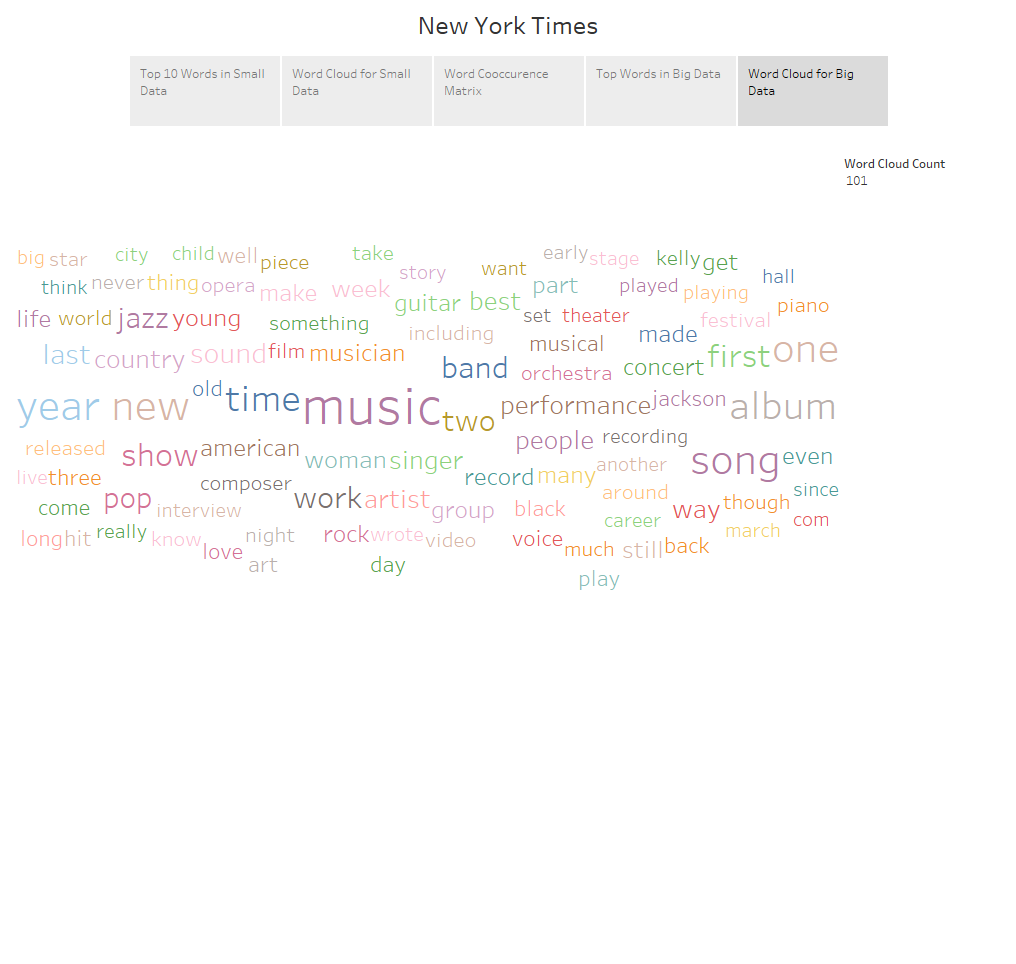 New York Times
Top 10 Words in Small Data
Word Cloud for Small Data
Word Cooccurence Matrix
Top Words in Big Data
Word Cloud for Big Data
Word Cloud Count
101
big star city child well piece take early stage kelly get
think never thing opera make week story want part played playing hall
life world jazz young something guitar best set theater festival piano
last country sound film musician including musical made first one
year new old time music band orchestra concert
two performance jackson album
released show american people recording song even
live three woman singer record many another
come pop composer work artist group black around way though since
long hit really interview rock wrote video voice career march com
know love night much still back
art day play